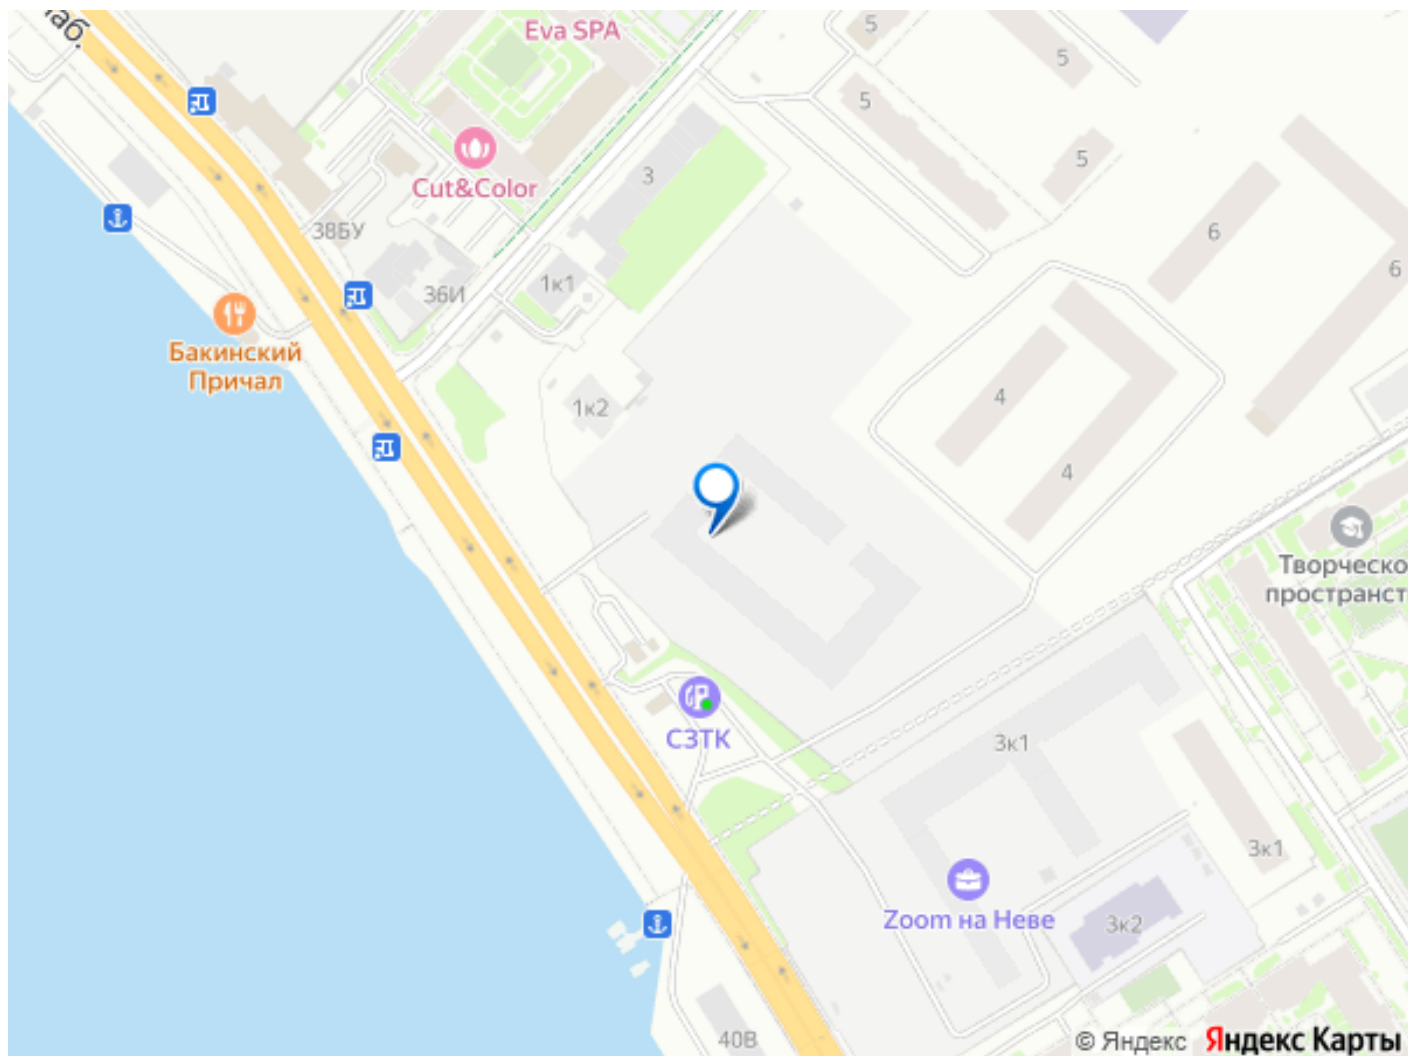 наб.
Eva SPA
5
5
5
5
Cut&Color
3
38БУ
6
6
1к1
36И
Бакинский
Причал
4
1к2
4
Творческо
пространст
СЗТК
3к1
3к1
Zoom на Неве
3к2
40В
© Яндекс Яндекс Карты